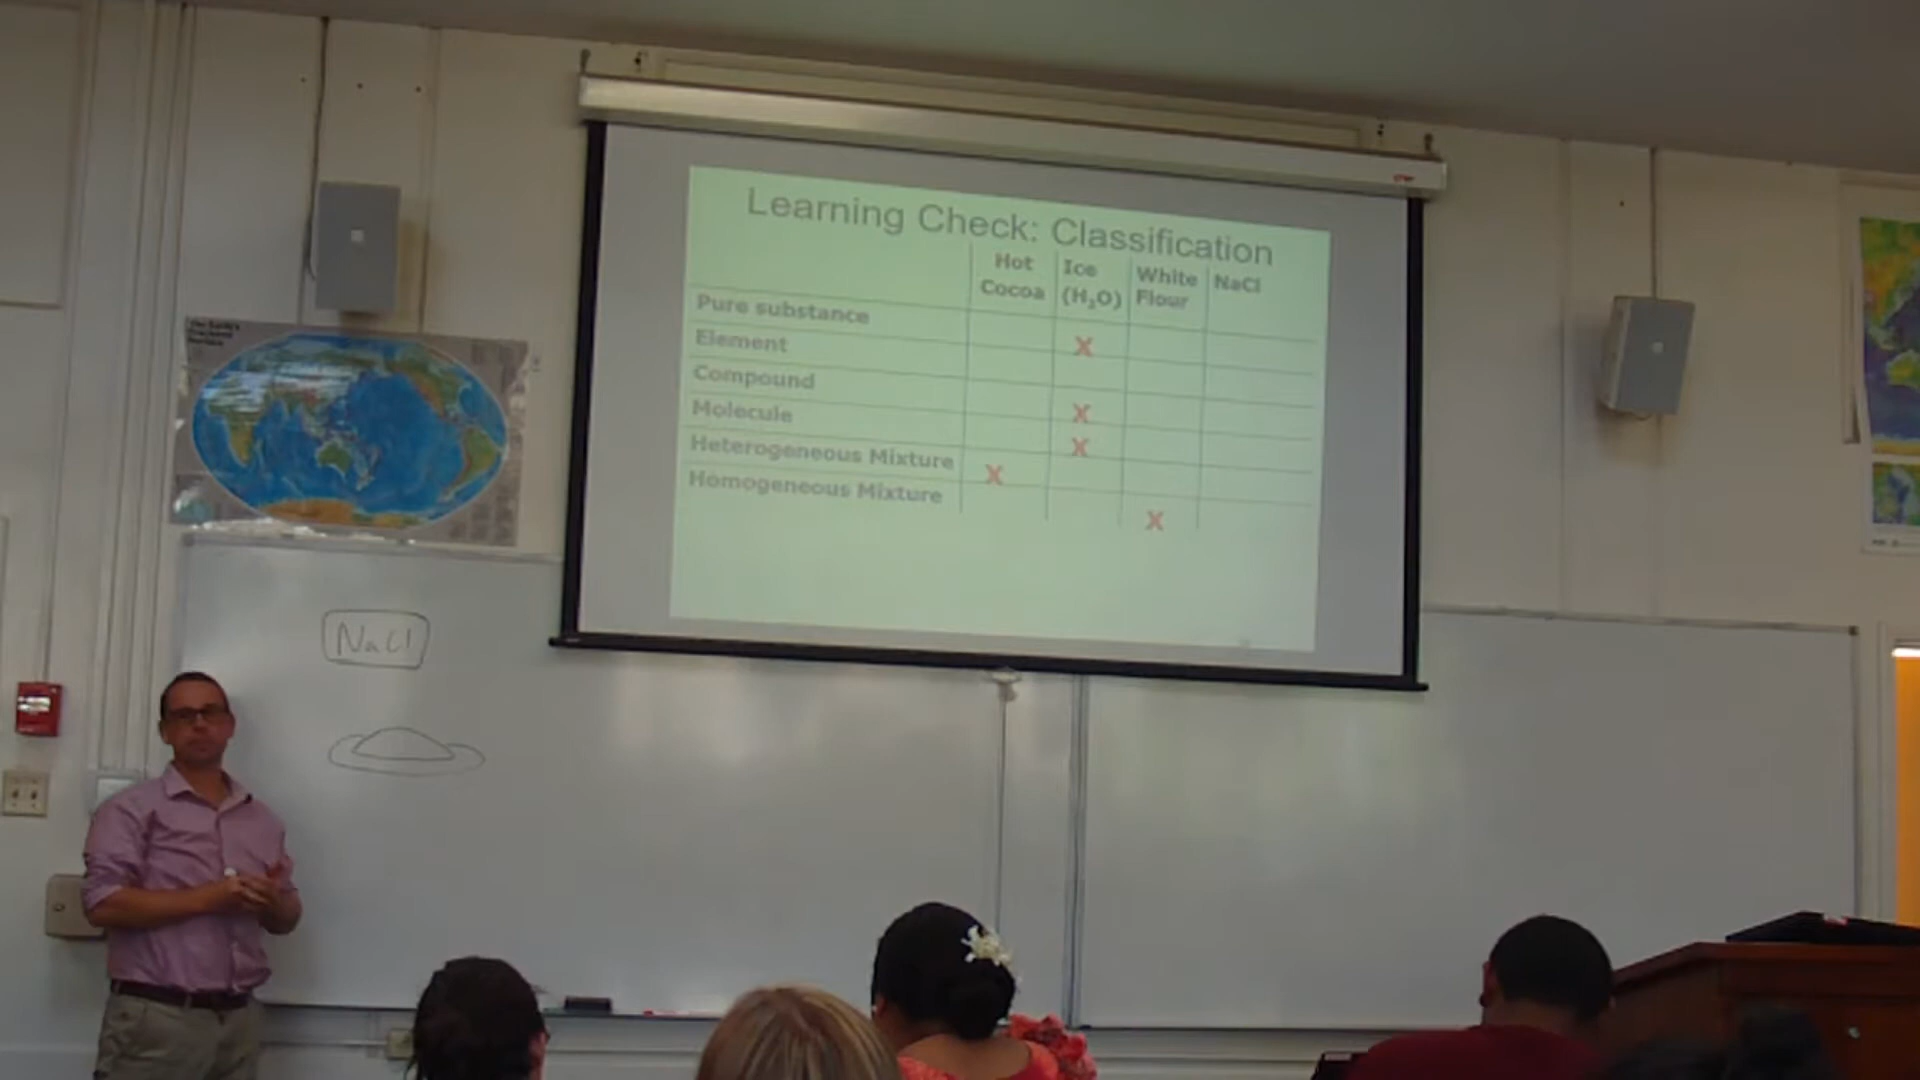 Learning Check: Classification
Hot Cocoa
Ice (H₂O)
White Flour
NaCl
Pure substance
Element X
Compound
Molecule X
Heterogeneous Mixture X
X
Homogeneous Mixture
X
NaCl